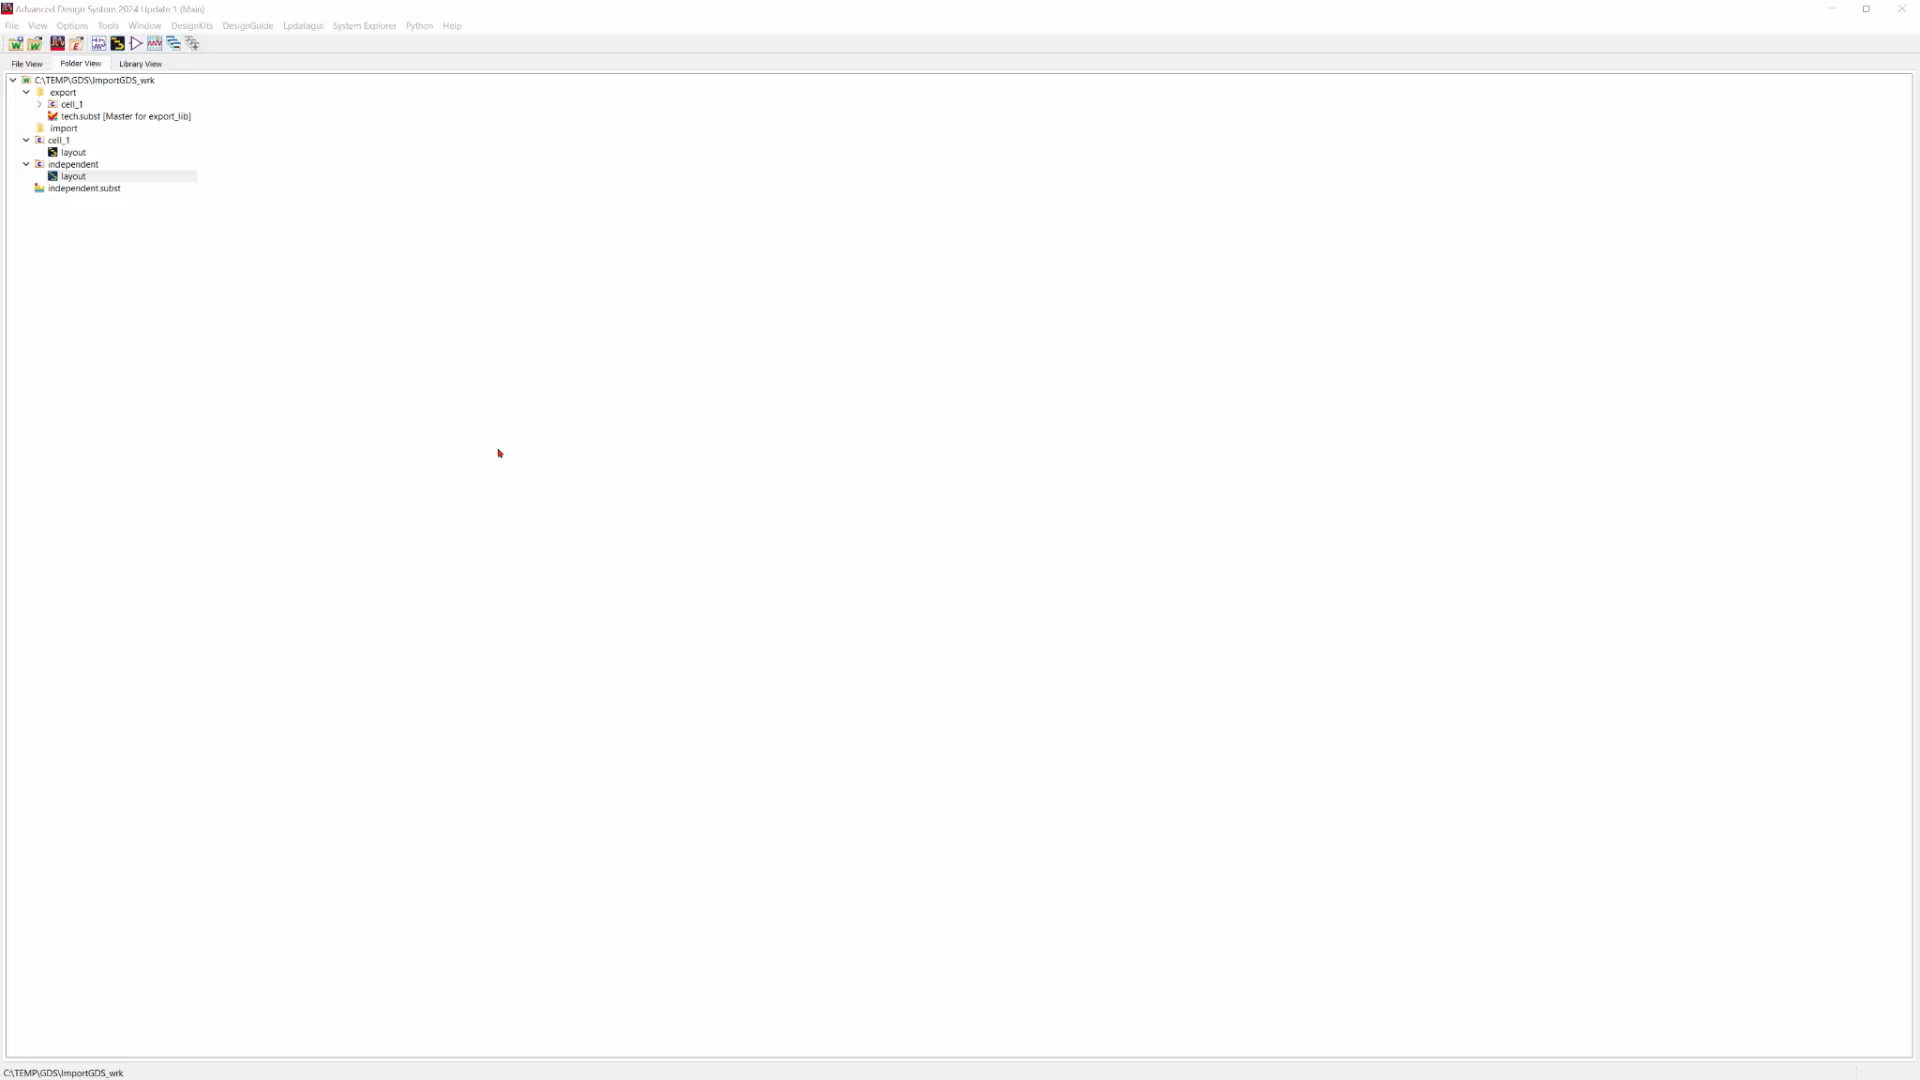 Advanced Design System 2024 Update 1 (Main)
File View Options Tools Window DesignKits DesignGuide Lpdatagui System Explorer Python Help
File View Folder View Library View
C:\TEMP\GDS\ImportGDS_wrk
export
cell_1
tech.subst [Master for export_lib]
import
cell_1
layout
independent
layout
independent.subst
C:\TEMP\GDS\ImportGDS_wrk